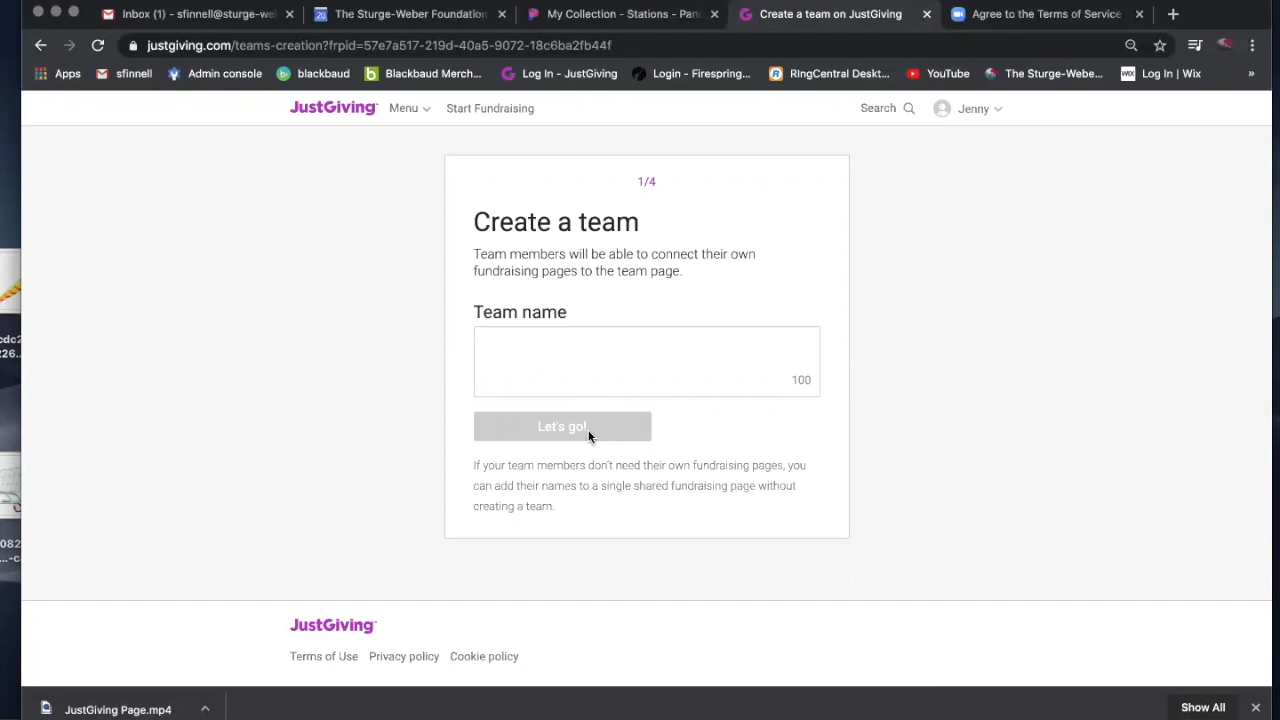 Inbox (1) - sfinnell@sturge-we
20 The Sturge-Weber Foundation
My Collection - Stations - Pan
Create a team on JustGiving
Agree to the Terms of Service
justgiving.com/teams-creation?frpid=57e7a517-219d-40a5-9072-18c6ba2fb44f
Apps sfinnell Admin console blackbaud Blackbaud Merch... Log In - JustGiving Login - Firespring... RIngCentral Deskt... YouTube The Sturge-Webe... WIX Log In | Wix »
JustGiving Menu Start Fundraising Search Jenny
1/4
Create a team
Team members will be able to connect their own
fundraising pages to the team page.
Team name
100
Let's go!
If your team members don't need their own fundraising pages, you
can add their names to a single shared fundraising page without
creating a team.
cdc2
226...
082
...-c
JustGiving
Terms of Use Privacy policy Cookie policy
JustGiving Page.mp4 Show All